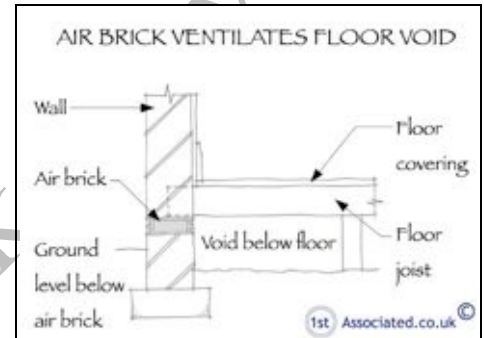 AIR BRICK VENTILATES FLOOR VOID
Wall
Floor
covering
Air brick
Void below floor
Floor
joist
Ground
level below
air brick
1st Associated.co.uk ©